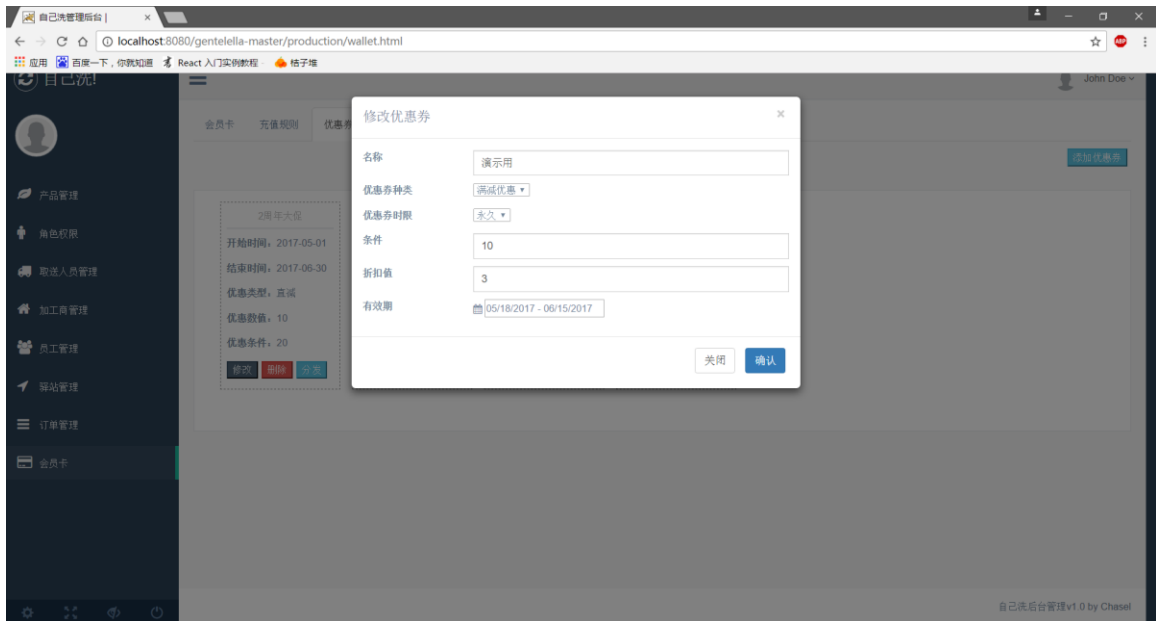 自己洗管理后台 |
localhost:8080/gentelella-master/production/wallet.html
ABP
应用 百度一下，你就知道 React 入门实例教程 · 桔子堆
自己洗!
John Doe
会员卡 充值规则 优惠券
添加优惠券
修改优惠券 ×
名称 演示用
优惠券种类 满减优惠
优惠券时限 永久
条件 10
折扣值 3
有效期 05/18/2017 - 06/15/2017
关闭 确认
产品管理
角色权限
取送人员管理
加工商管理
员工管理
驿站管理
订单管理
会员卡
2周年大促
开始时间：2017-05-01
结束时间：2017-06-30
优惠类型：直减
优惠数值：10
优惠条件：20
修改 删除 分发
自己洗后台管理v1.0 by Chasel